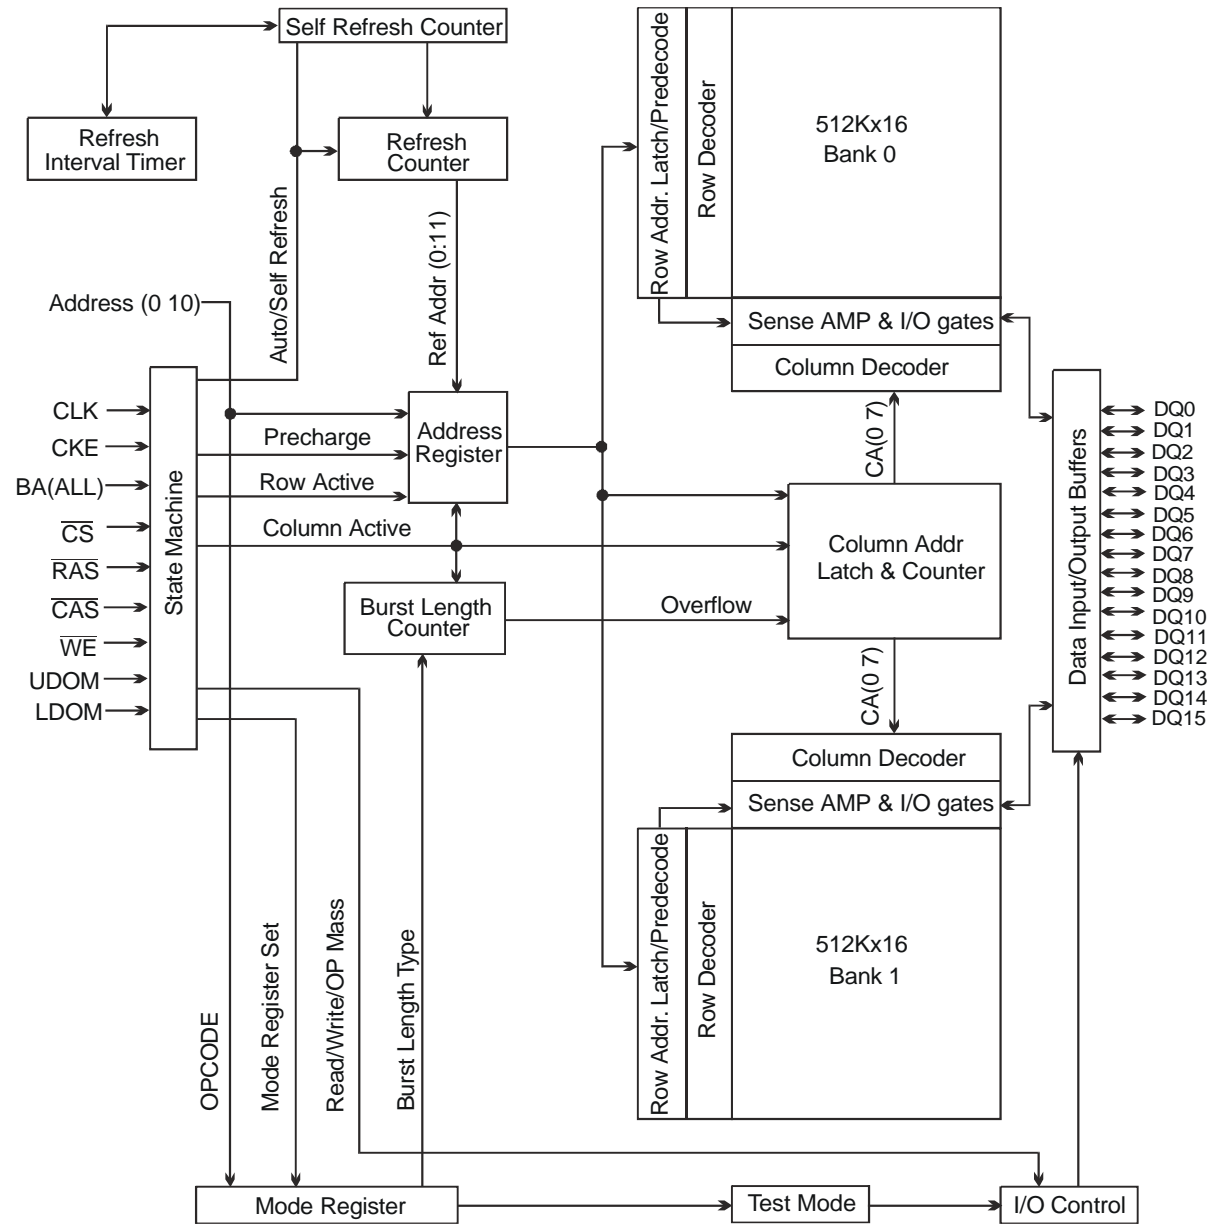 Self Refresh Counter
Refresh
Interval Timer
Refresh
Counter
Auto/Self Refresh
Ref Addr (0:11)
Row Addr. Latch/Predecode
Row Decoder
512Kx16
Bank 0
Sense AMP & I/O gates
Column Decoder
Address (0 10)
CLK
CKE
BA(ALL)
CS
RAS
CAS
WE
UDOM
LDOM
State Machine
Precharge
Row Active
Column Active
Address
Register
Burst Length
Counter
Overflow
CA(0 7)
Column Addr
Latch & Counter
CA(0 7)
Data Input/Output Buffers
DQ0
DQ1
DQ2
DQ3
DQ4
DQ5
DQ6
DQ7
DQ8
DQ9
DQ10
DQ11
DQ12
DQ13
DQ14
DQ15
Column Decoder
Sense AMP & I/O gates
Row Addr. Latch/Predecode
Row Decoder
512Kx16
Bank 1
OPCODE
Mode Register Set
Read/Write/OP Mass
Burst Length Type
Mode Register
Test Mode
I/O Control